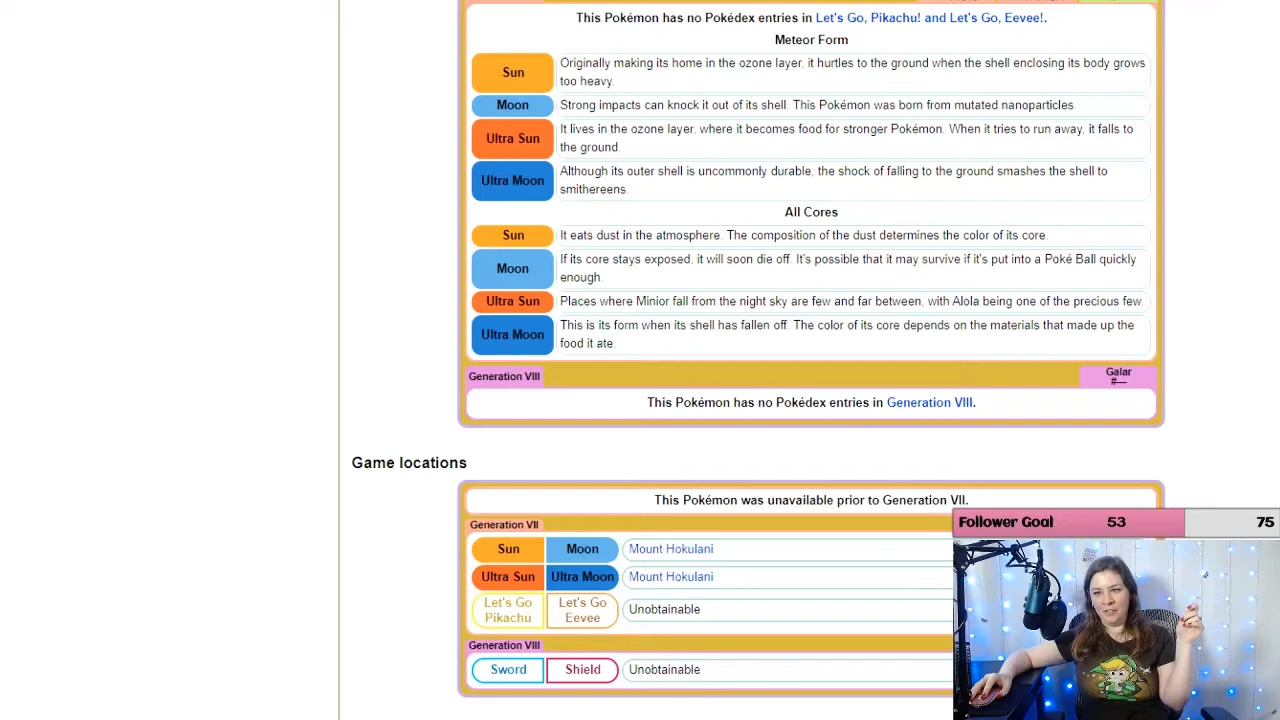 This Pokémon has no Pokédex entries in Let's Go, Pikachu! and Let's Go, Eevee!.
Meteor Form
Sun
Originally making its home in the ozone layer, it hurtles to the ground when the shell enclosing its body grows
too heavy.
Moon
Strong impacts can knock it out of its shell. This Pokémon was born from mutated nanoparticles.
Ultra Sun
It lives in the ozone layer, where it becomes food for stronger Pokémon. When it tries to run away, it falls to
the ground.
Ultra Moon
Although its outer shell is uncommonly durable, the shock of falling to the ground smashes the shell to
smithereens.
All Cores
Sun
It eats dust in the atmosphere. The composition of the dust determines the color of its core.
Moon
If its core stays exposed, it will soon die off. It's possible that it may survive if it's put into a Poké Ball quickly
enough.
Ultra Sun
Places where Minior fall from the night sky are few and far between, with Alola being one of the precious few.
Ultra Moon
This is its form when its shell has fallen off. The color of its core depends on the materials that made up the
food it ate.
Generation VIII
Galar
#—
This Pokémon has no Pokédex entries in Generation VIII.
Game locations
This Pokémon was unavailable prior to Generation VII.
Generation VII
Sun Moon Mount Hokulani
Ultra Sun Ultra Moon Mount Hokulani
Let's Go
Pikachu
Let's Go
Eevee
Unobtainable
Generation VIII
Sword Shield Unobtainable
Follower Goal 53 75